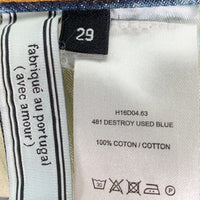 29
fabriqué au portugal
(avec amour)
H16D04.63
481 DESTROY USED BLUE
100% COTON / COTTON